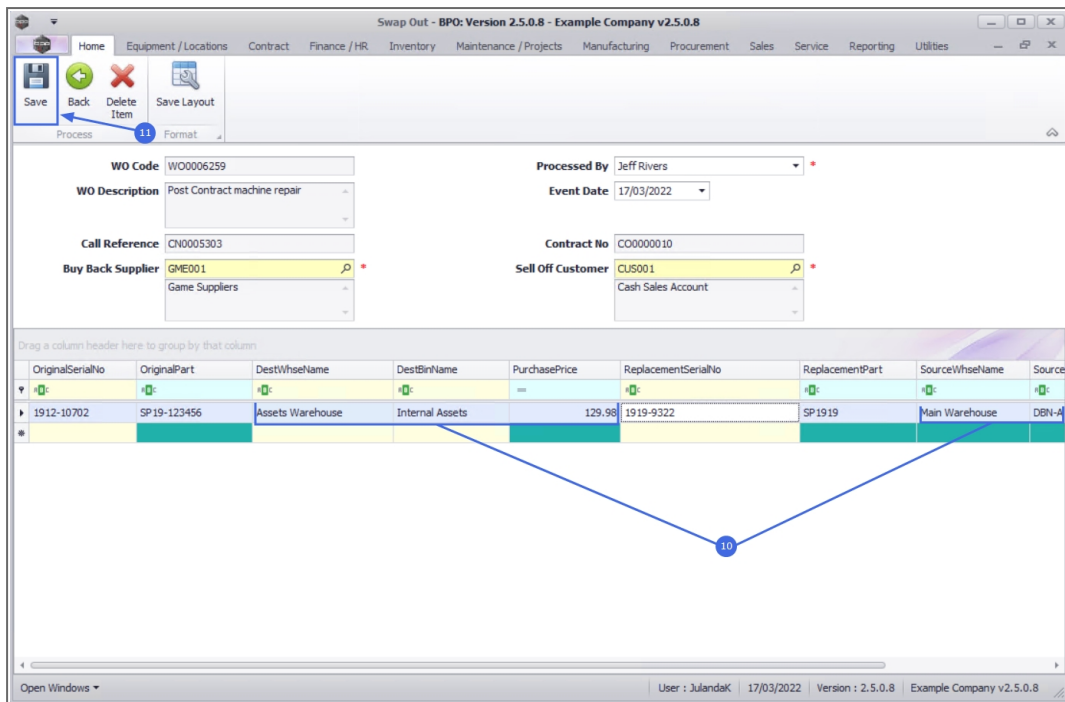 Swap Out - BPO: Version 2.5.0.8 - Example Company v2.5.0.8
Home Equipment / Locations Contract Finance / HR Inventory Maintenance / Projects Manufacturing Procurement Sales Service Reporting Utilities
Save Back Delete Item Save Layout
Process 11 Format
WO Code WO0006259 Processed By Jeff Rivers *
WO Description Post Contract machine repair Event Date 17/03/2022
Call Reference CN0005303 Contract No CO0000010
Buy Back Supplier GME001 * Sell Off Customer CUS001 *
Game Suppliers Cash Sales Account
Drag a column header here to group by that column
OriginalSerialNo OriginalPart DestWhseName DestBinName PurchasePrice ReplacementSerialNo ReplacementPart SourceWhseName Source
1912-10702 SP19-123456 Assets Warehouse Internal Assets 129.98 1919-9322 SP1919 Main Warehouse DBN-A
10
Open Windows User : JulandaK 17/03/2022 Version : 2.5.0.8 Example Company v2.5.0.8